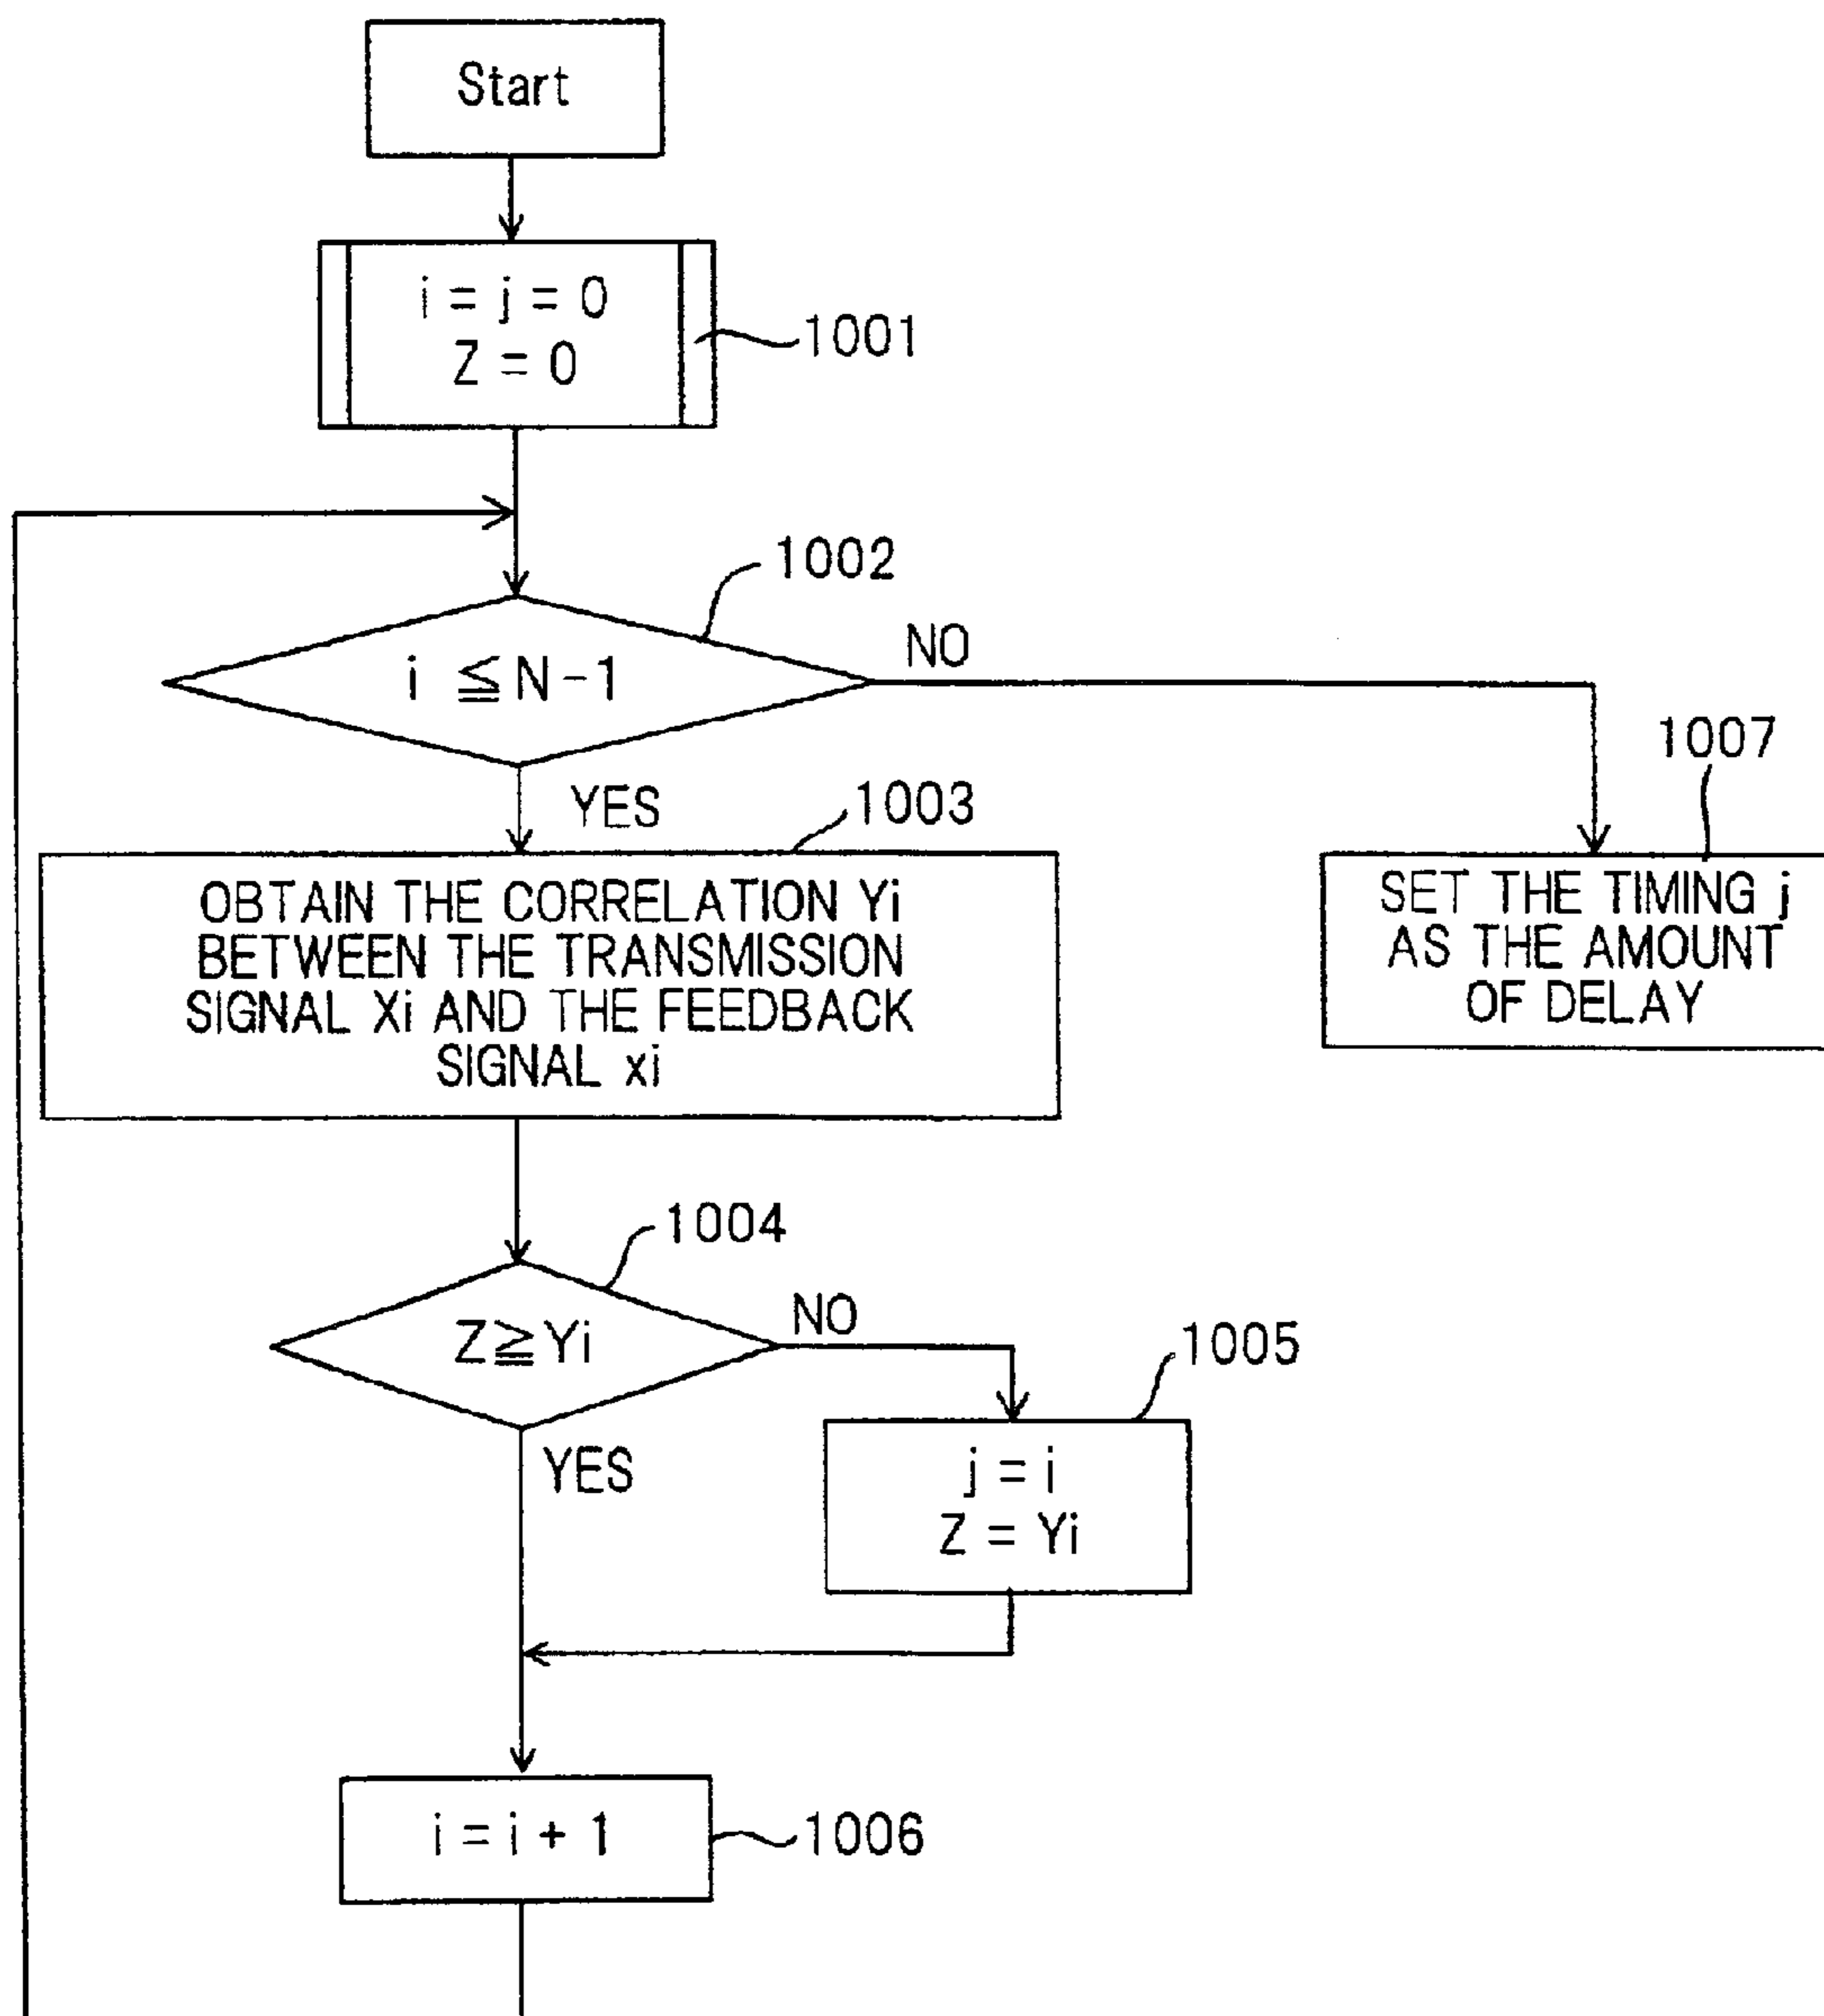 Start
i = j = 0
Z = 0
1001
1002
i ≦ N - 1
NO
YES
1007
1003
OBTAIN THE CORRELATION Yi
BETWEEN THE TRANSMISSION
SIGNAL Xi AND THE FEEDBACK
SIGNAL xi
SET THE TIMING j
AS THE AMOUNT
OF DELAY
1004
Z ≧ Yi
NO
YES
1005
j = i
Z = Yi
i = i + 1
1006